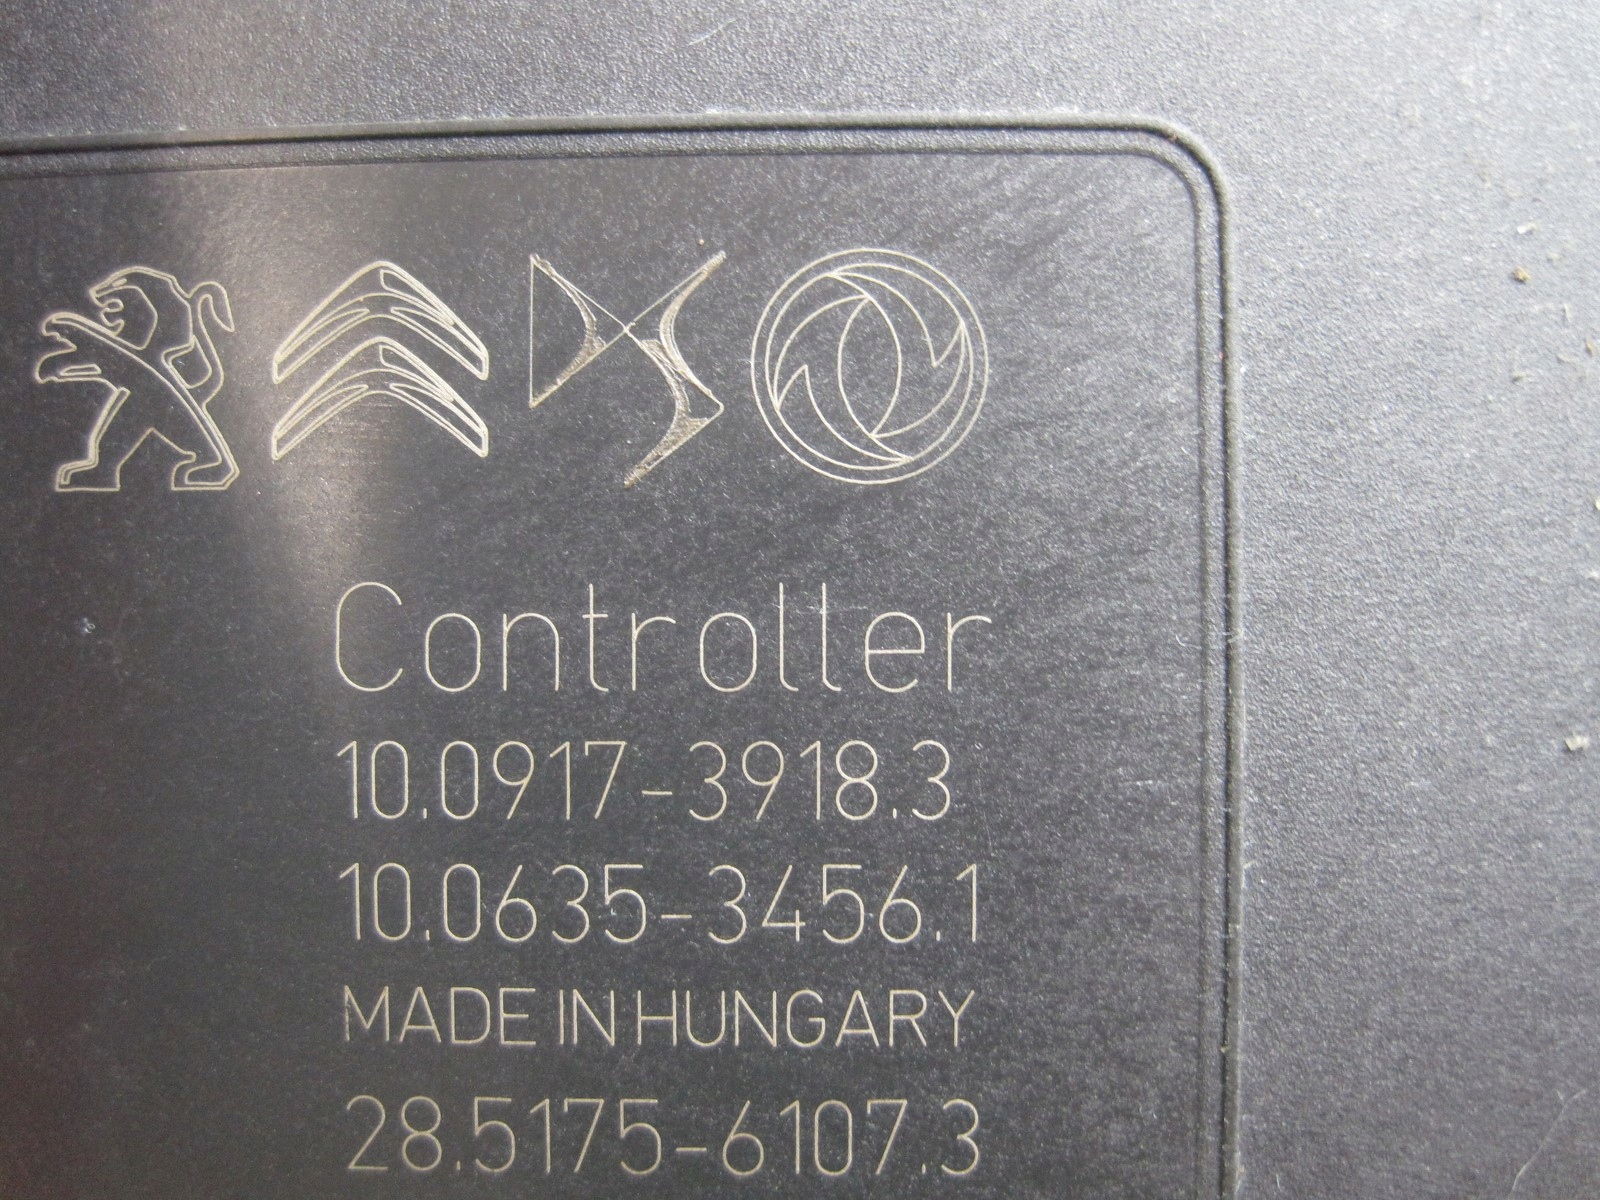 Controller
10.0917-3918.3
10.0635-3456.1
MADE IN HUNGARY
28.5175-6107.3